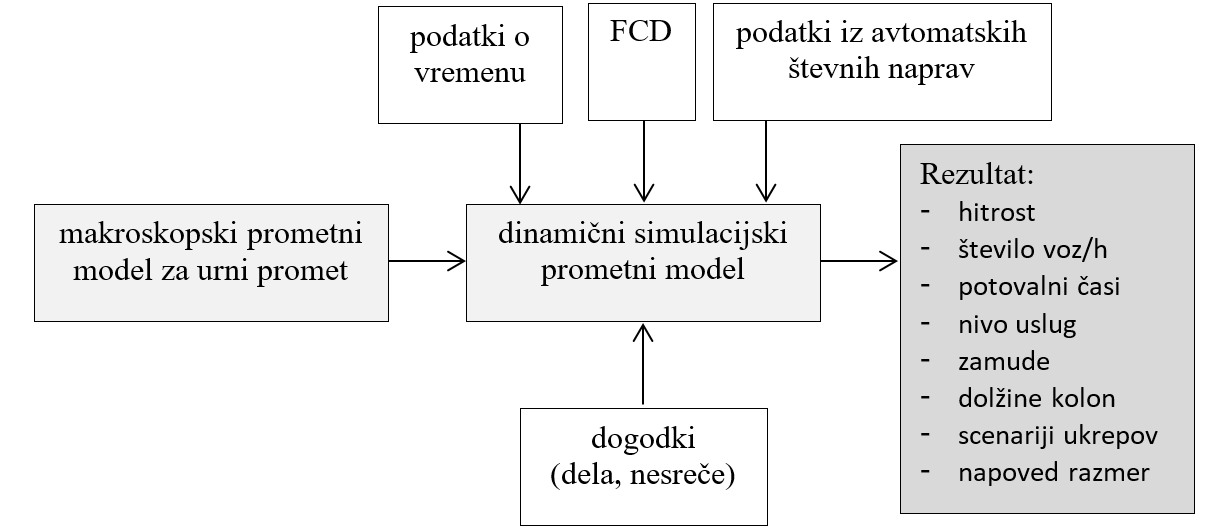 podatki o
vremenu
FCD
podatki iz avtomatskih
števnih naprav
makroskopski prometni
model za urni promet
dinamični simulacijski
prometni model
dogodki
(dela, nesreče)
Rezultat:
- hitrost
- število voz/h
- potovalni časi
- nivo uslug
- zamude
- dolžine kolon
- scenariji ukrepov
- napoved razmer